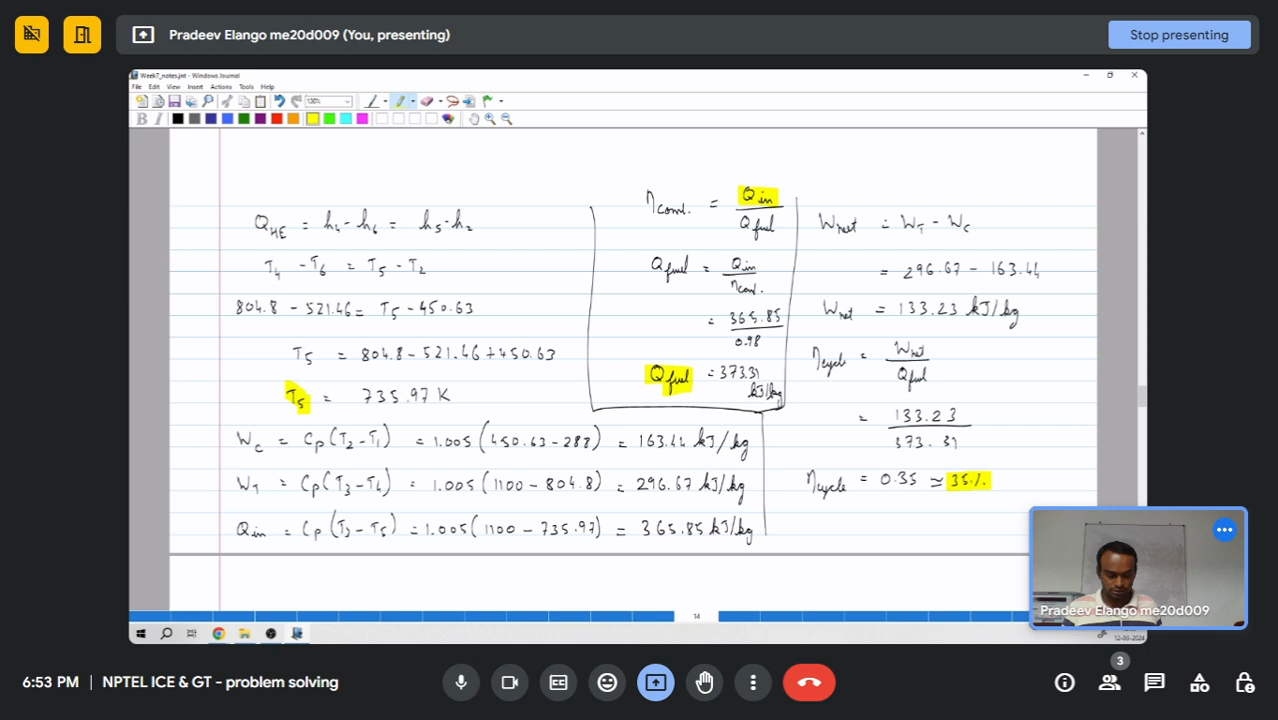 Pradeev Elango me20d009 (You, presenting)
Stop presenting
Week7_notes.jnt - Windows Journal
File Edit View Insert Actions Tools Help
130%
B I
Q_HE = h4-h6 = h5-h2
T4 - T6 = T5 - T2
804.8 - 521.46 = T5 - 450.63
T5 = 804.8 - 521.46 + 450.63
T5 = 735.97 K
Wc = Cp(T2-T1) = 1.005(450.63-288) = 163.44 kJ/kg
WT = Cp(T3-T4) = 1.005(1100-804.8) = 296.67 kJ/kg
Qin = Cp(T3-T5) = 1.005(1100-735.97) = 365.85 kJ/kg
ηcomb. = Qin / Qfuel
Qfuel = Qin / ηcomb.
= 365.85 / 0.98
Qfuel = 373.31 kJ/kg
Wnet = WT - Wc
= 296.67 - 163.44
Wnet = 133.23 kJ/kg
ηcycle = Wnet / Qfuel
= 133.23 / 373.31
ηcycle = 0.35 ≃ 35%
14
Pradeev Elango me20d009
12-03-2024
6:53 PM | NPTEL ICE & GT - problem solving
3